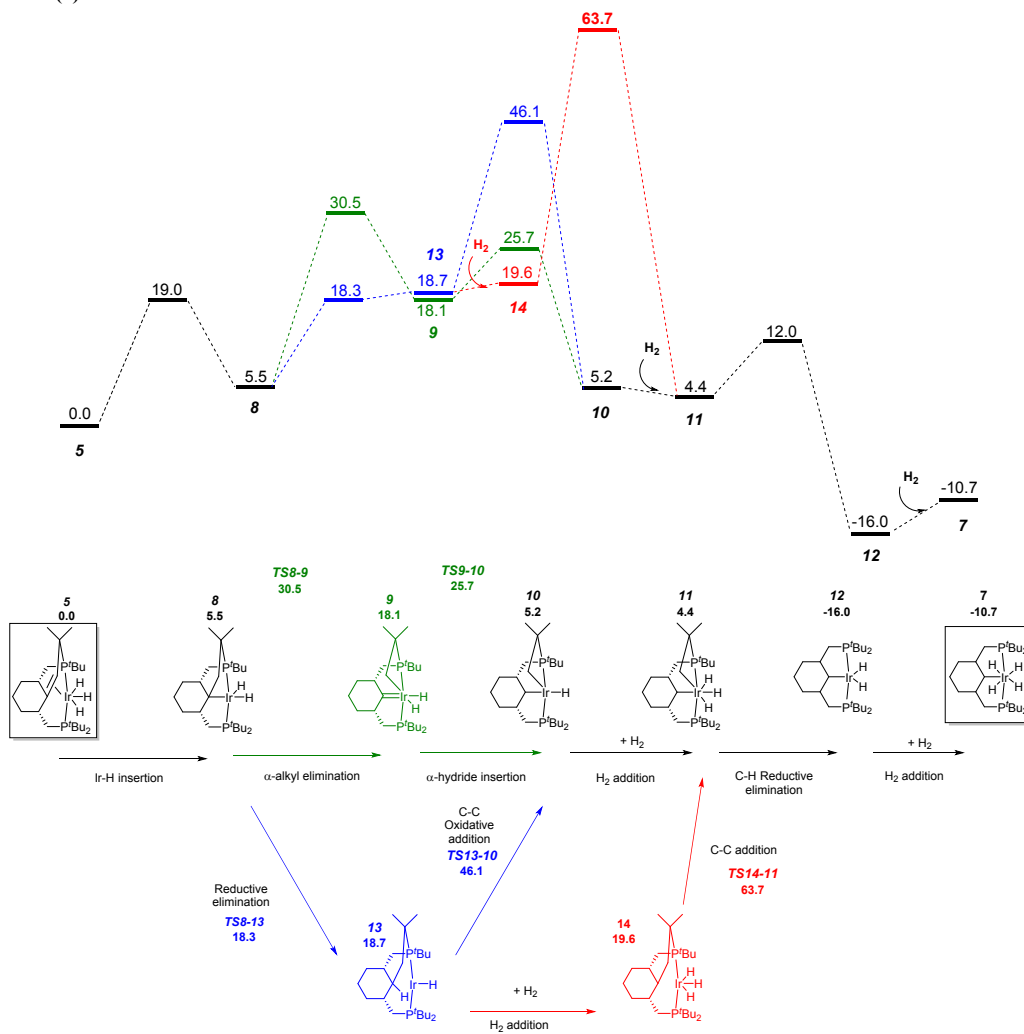 63.7
46.1
30.5
25.7
13
H2
19.0
18.3
18.7
19.6
18.1
14
9
12.0
H2
5.5
5.2
4.4
8
10
11
0.0
5
H2
-10.7
-16.0
7
12
TS8-9
30.5
TS9-10
25.7
5
0.0
8
5.5
9
18.1
10
5.2
11
4.4
12
-16.0
7
-10.7
PtBu
Ir H
H
PtBu2
PtBu
Ir H
H
PtBu2
PtBu
Ir H
H
PtBu2
PtBu
Ir H
PtBu2
PtBu
H
Ir H
H
PtBu2
PtBu2
H
Ir
H
PtBu2
PtBu2
H H
Ir
H H
PtBu2
+ H2
+ H2
Ir-H insertion
α-alkyl elimination
α-hydride insertion
H2 addition
C-H Reductive
elimination
H2 addition
C-C
Oxidative
addition
TS13-10
46.1
C-C addition
TS14-11
63.7
Reductive
elimination
TS8-13
18.3
13
18.7
14
19.6
PtBu
H
Ir H
PtBu2
+ H2
H2 addition
PtBu
H
Ir H
H
PtBu2